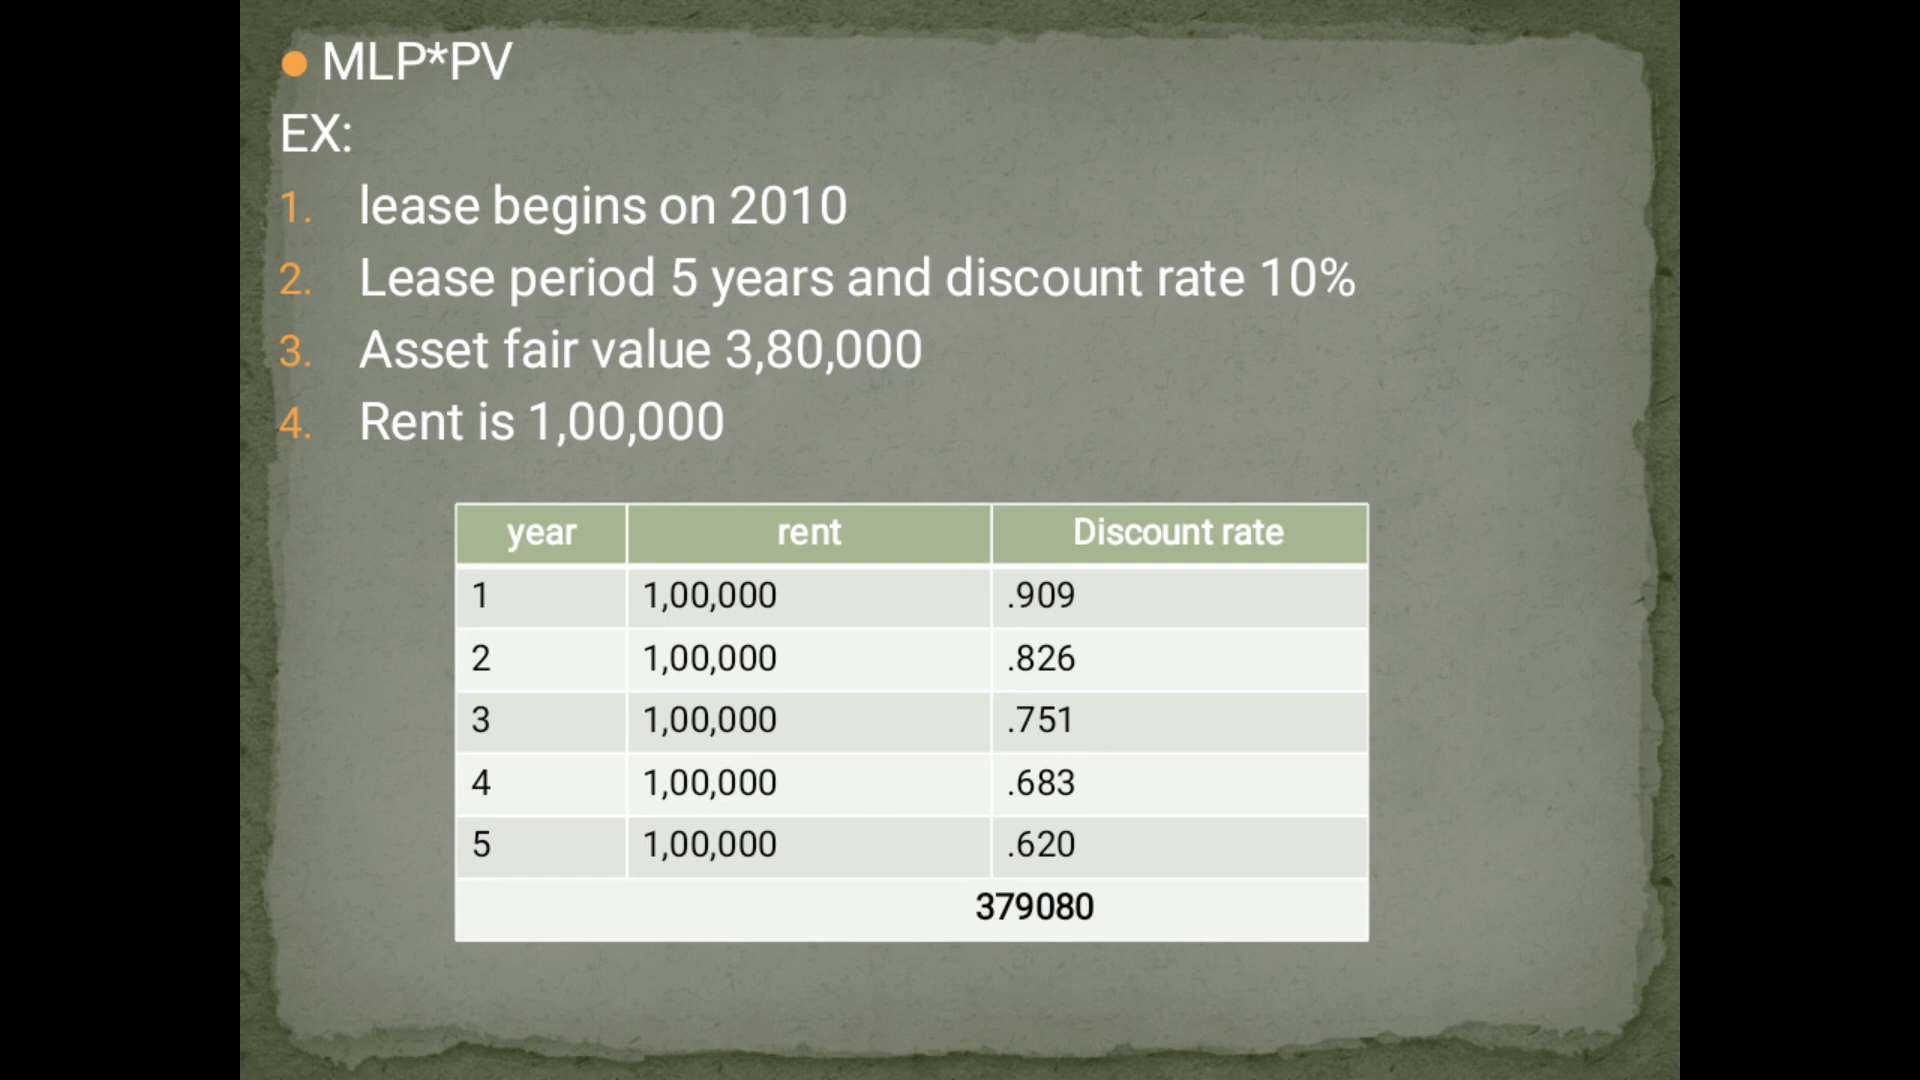 MLP*PV
EX:
1. lease begins on 2010
2. Lease period 5 years and discount rate 10%
3. Asset fair value 3,80,000
4. Rent is 1,00,000
year rent Discount rate
1 1,00,000 .909
2 1,00,000 .826
3 1,00,000 .751
4 1,00,000 .683
5 1,00,000 .620
379080